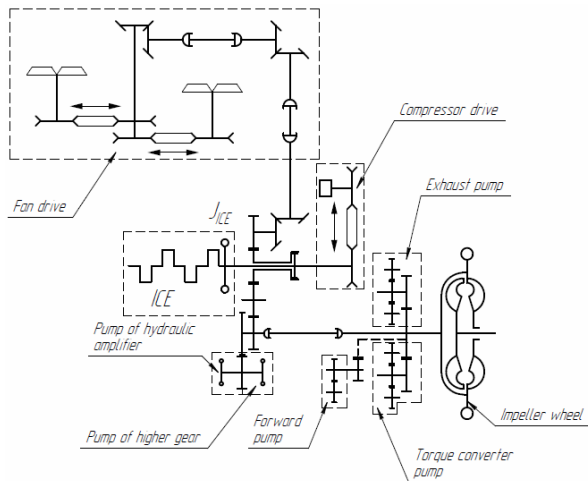 Compressor drive
Exhaust pump
Fan drive
J ICE
ICE
Pump of hydraulic
amplifier
Pump of higher gear
Forward
pump
Torque converter
pump
Impeller wheel